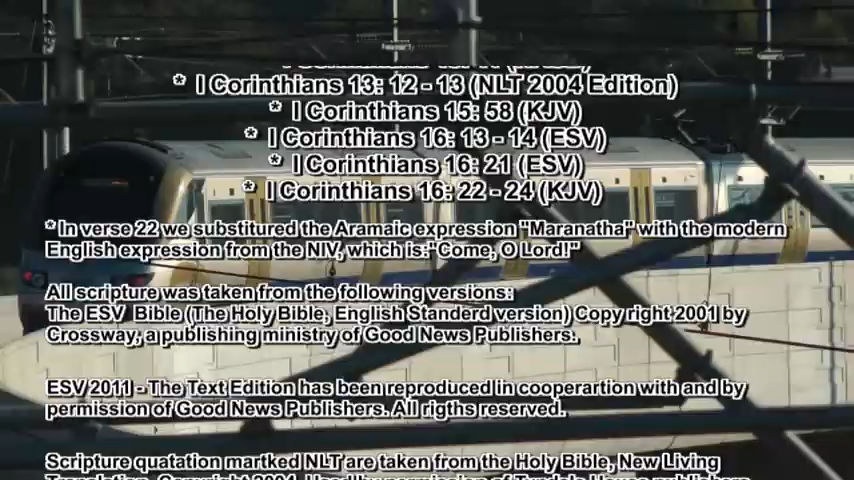 * I Corinthians 13: 12 - 13 (NLT 2004 Edition)
* I Corinthians 15: 58 (KJV)
* I Corinthians 16: 13 - 14 (ESV)
* I Corinthians 16: 21 (ESV)
* I Corinthians 16: 22 - 24 (KJV)
* In verse 22 we substitured the Aramaic expression "Maranatha" with the modern
English expression from the NIV, which is:"Come, O Lord!"
All scripture was taken from the following versions:
The ESV Bible (The Holy Bible, English Standerd version) Copy right 2001 by
Crossway, a publishing ministry of Good News Publishers.
ESV 2011 - The Text Edition has been reproduced in coopertion with and by
permission of Good News Publishers. All rigths reserved.
Scripture quatation martked NLT are taken from the Holy Bible, New Living